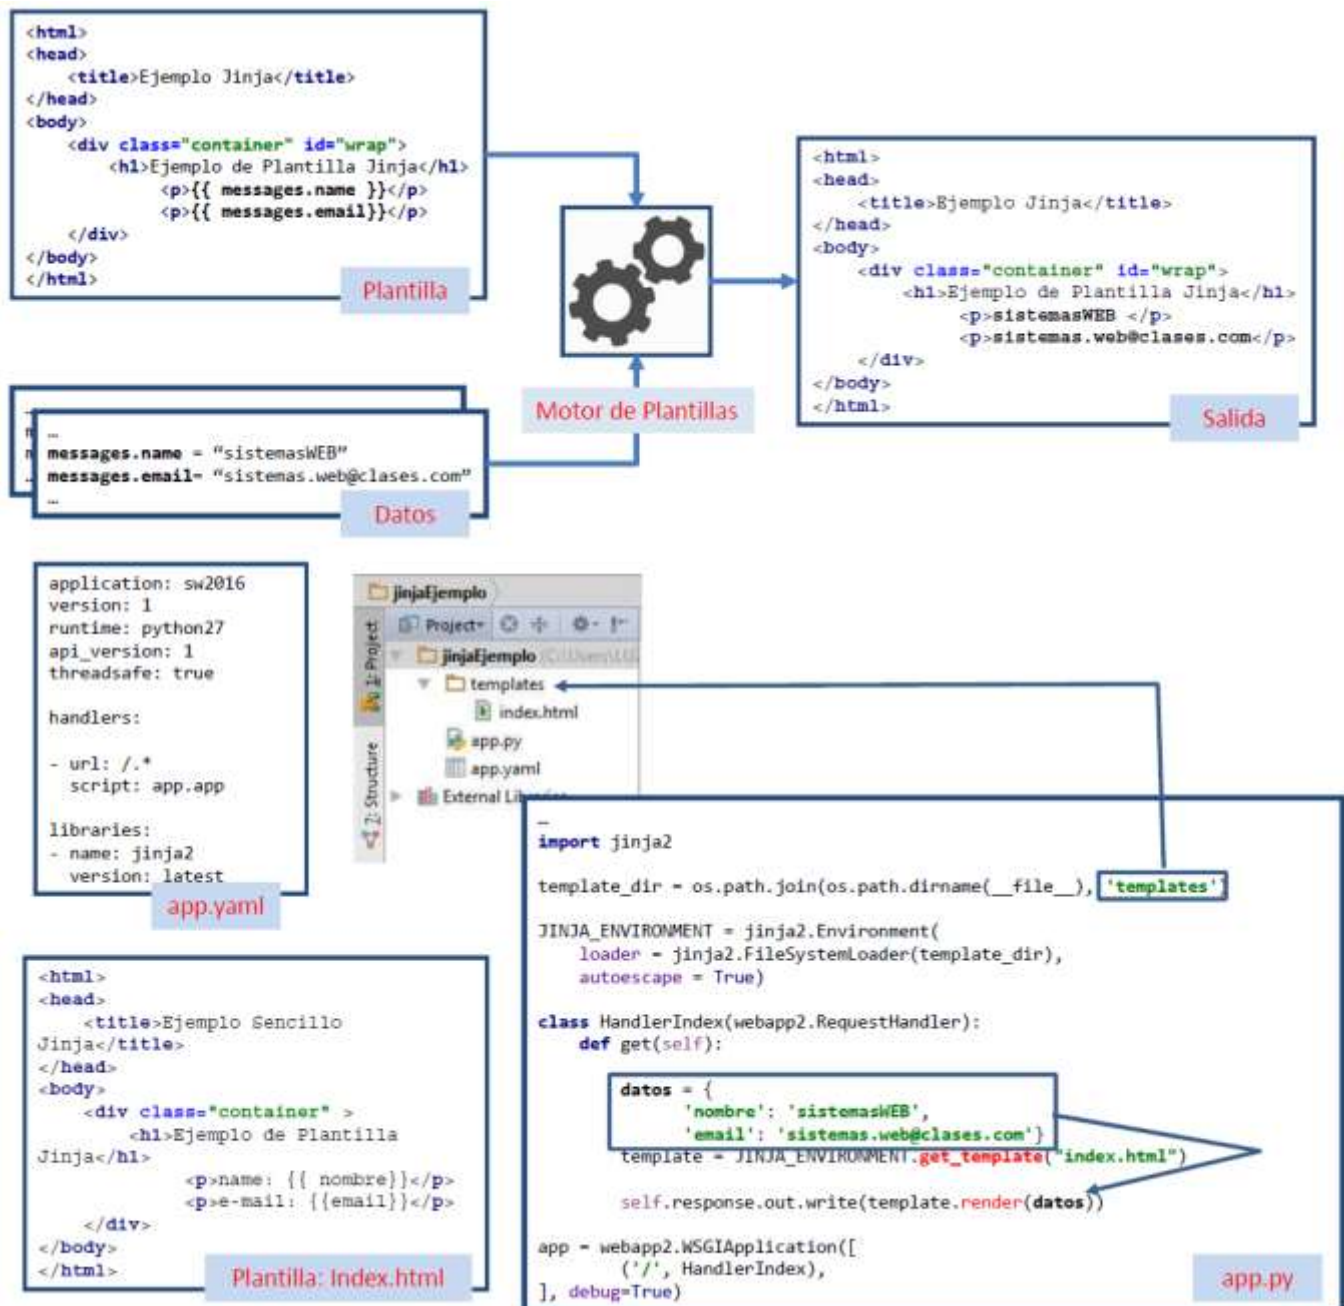 <html>
<head>
    <title>Ejemplo Jinja</title>
</head>
<body>
    <div class="container" id="wrap">
        <h1>Ejemplo de Plantilla Jinja</h1>
            <p>{{ messages.name }}</p>
            <p>{{ messages.email}}</p>
    </div>
</body>
</html>
Plantilla
…
messages.name = “sistemasWEB”
messages.email= “sistemas.web@clases.com”
…
Datos
Motor de Plantillas
<html>
<head>
    <title>Ejemplo Jinja</title>
</head>
<body>
    <div class="container" id="wrap">
        <h1>Ejemplo de Plantilla Jinja</h1>
            <p>sistemasWEB </p>
            <p>sistemas.web@clases.com</p>
    </div>
</body>
</html>
Salida
application: sw2016
version: 1
runtime: python27
api_version: 1
threadsafe: true
handlers:
- url: /.*
  script: app.app
libraries:
- name: jinja2
  version: latest
app.yaml
jinjaEjemplo
1: Project
Project
jinjaEjemplo
templates
index.html
app.py
app.yaml
External
7: Structure
<html>
<head>
    <title>Ejemplo Sencillo
Jinja</title>
</head>
<body>
    <div class="container" >
        <h1>Ejemplo de Plantilla
Jinja</h1>
            <p>name: {{ nombre}}</p>
            <p>e-mail: {{email}}</p>
    </div>
</body>
</html>
Plantilla: Index.html
…
import jinja2
template_dir = os.path.join(os.path.dirname(__file__), 'templates')
JINJA_ENVIRONMENT = jinja2.Environment(
    loader = jinja2.FileSystemLoader(template_dir),
    autoescape = True)
class HandlerIndex(webapp2.RequestHandler):
    def get(self):
        datos = {
            'nombre': 'sistemasWEB',
            'email': 'sistemas.web@clases.com'}
        template = JINJA_ENVIRONMENT.get_template("index.html")
        self.response.out.write(template.render(datos))
app = webapp2.WSGIApplication([
        ('/', HandlerIndex),
], debug=True)
app.py